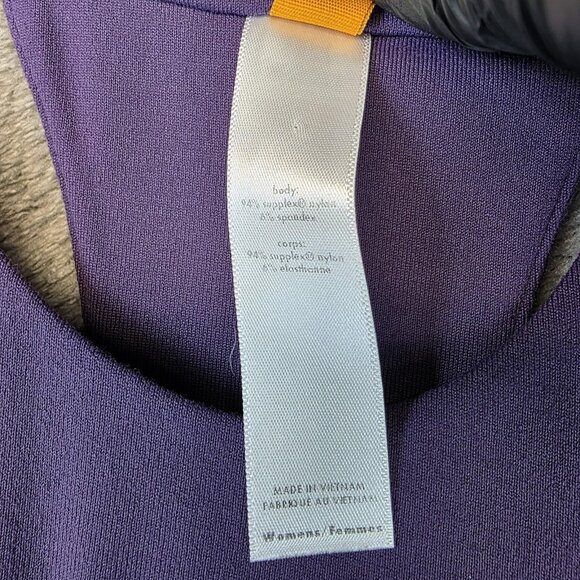 body:
94% supplex® nylon
6% spandex
corps:
94% supplex® nylon
6% elasthanne
MADE IN VIETNAM
FABRIQUE AU VIETNAM
Womens/Femmes